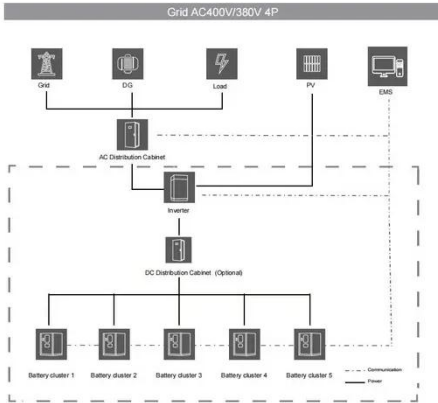 Grid AC400V/380V 4P
Grid
DG
Load
PV
EMS
AC Distribution Cabinet
Inverter
DC Distribution Cabinet (Optional)
Battery cluster 1
Battery cluster 2
Battery cluster 3
Battery cluster 4
Battery cluster 5
Communication
Power